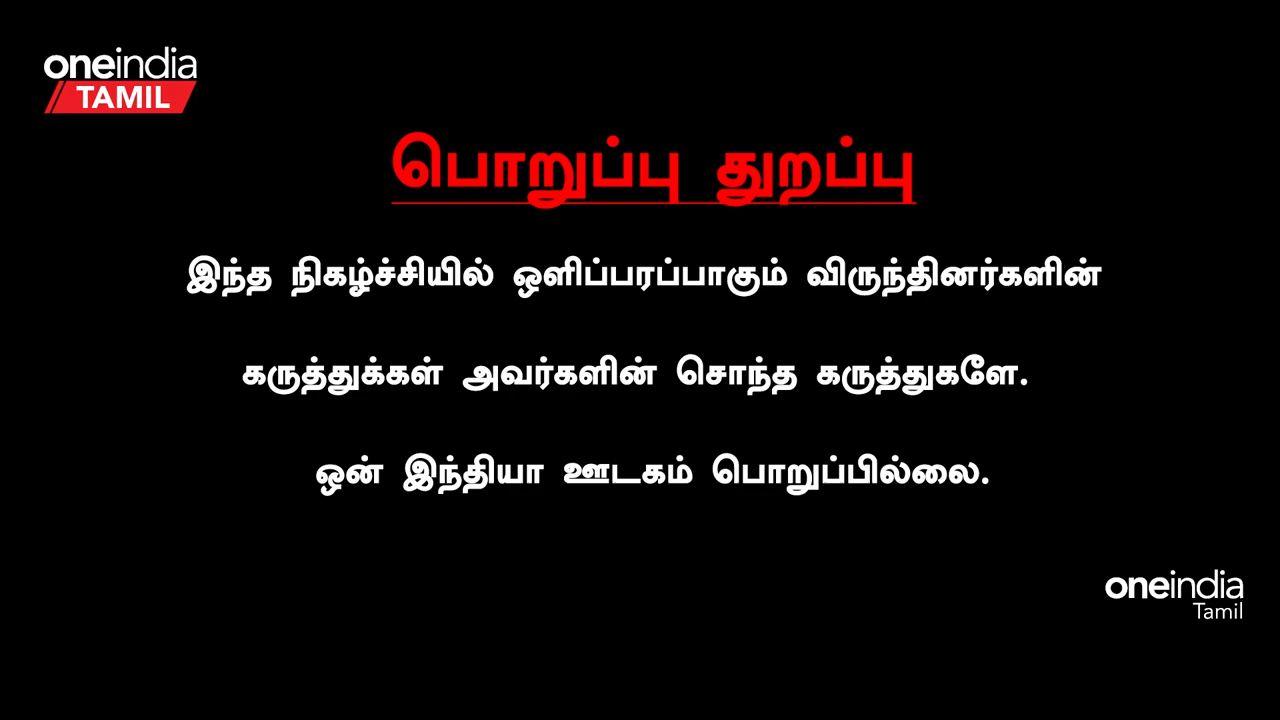 oneindia
TAMIL
பொறுப்பு துறப்பு
இந்த நிகழ்ச்சியில் ஒளிப்பரப்பாகும் விருந்தினர்களின்
கருத்துக்கள் அவர்களின் சொந்த கருத்துகளே.
ஒன் இந்தியா ஊடகம் பொறுப்பில்லை.
oneindia
Tamil